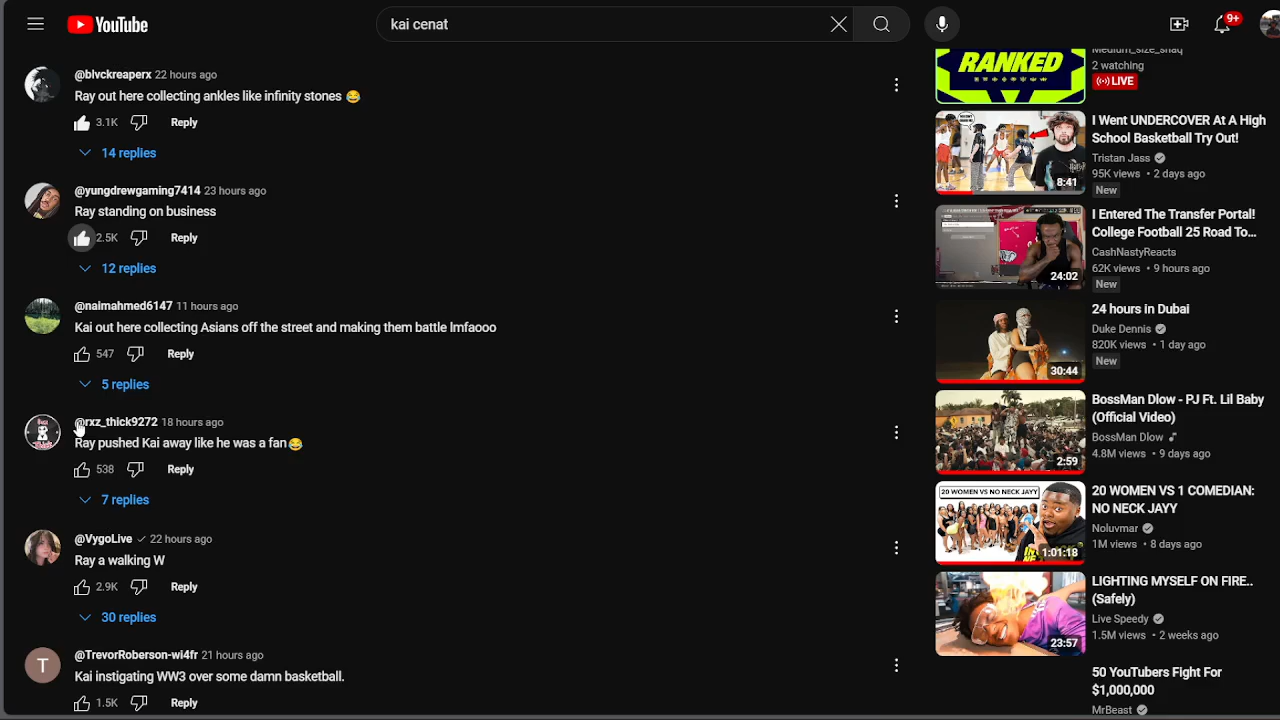 YouTube
kai cenat
9+
@blvckreaperx 22 hours ago
Ray out here collecting ankles like infinity stones 😂
3.1K Reply
14 replies
@yungdrewgaming7414 23 hours ago
Ray standing on business
2.5K Reply
12 replies
@naimahmed6147 11 hours ago
Kai out here collecting Asians off the street and making them battle lmfaooo
547 Reply
5 replies
@rxz_thick9272 18 hours ago
Ray pushed Kai away like he was a fan😂
538 Reply
7 replies
@VygoLive 22 hours ago
Ray a walking W
2.9K Reply
30 replies
T
@TrevorRoberson-wi4fr 21 hours ago
Kai instigating WW3 over some damn basketball.
1.5K Reply
RANKED
Medium_size_shaq
2 watching
LIVE
8:41
I Went UNDERCOVER At A High
School Basketball Try Out!
Tristan Jass
95K views • 2 days ago
New
24:02
I Entered The Transfer Portal!
College Football 25 Road To...
CashNastyReacts
62K views • 9 hours ago
New
30:44
24 hours in Dubai
Duke Dennis
820K views • 1 day ago
New
2:59
BossMan Dlow - PJ Ft. Lil Baby
(Official Video)
BossMan Dlow
4.8M views • 9 days ago
20 WOMEN VS NO NECK JAYY
1:01:18
20 WOMEN VS 1 COMEDIAN:
NO NECK JAYY
Noluvmar
1M views • 8 days ago
23:57
LIGHTING MYSELF ON FIRE..
(Safely)
Live Speedy
1.5M views • 2 weeks ago
50 YouTubers Fight For
$1,000,000
MrBeast